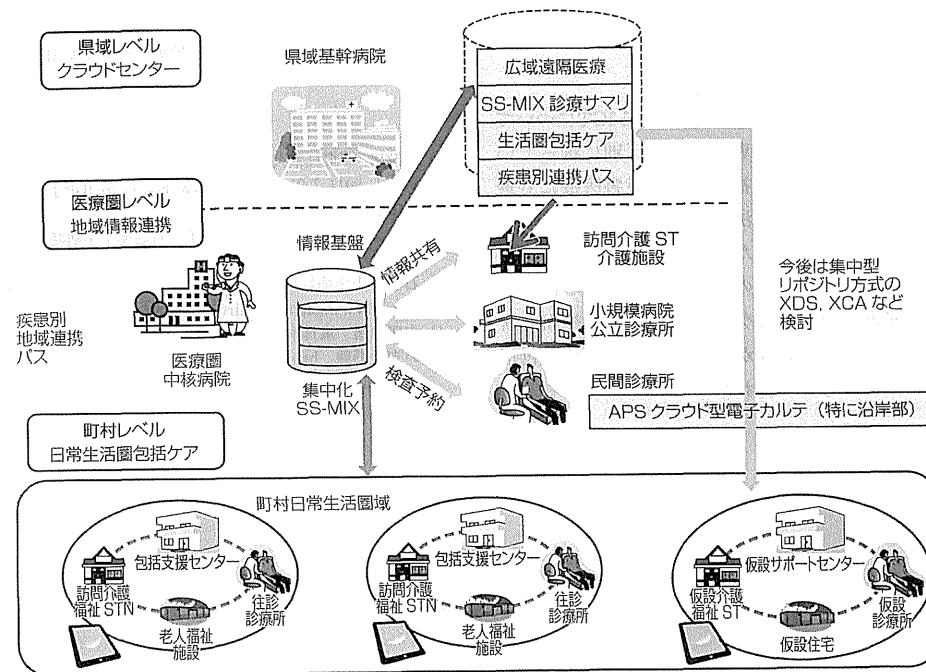 県域レベル
クラウドセンター
県域基幹病院
広域遠隔医療
SS-MIX 診療サマリ
生活圏包括ケア
疾患別連携パス
医療圏レベル
地域情報連携
情報基盤
情報共有
訪問介護 ST
介護施設
今後は集中型
リポジトリ方式の
XDS, XCA など
検討
小規模病院
公立診療所
疾患別
地域連携
パス
医療圏
中核病院
集中化
SS-MIX
検査予約
民間診療所
APS クラウド型電子カルテ（特に沿岸部）
町村レベル
日常生活圏包括ケア
町村日常生活圏域
包括支援センター
訪問介護
福祉 STN
往診
診療所
老人福祉
施設
包括支援センター
訪問介護
福祉 STN
往診
診療所
老人福祉
施設
仮設サポートセンター
仮設介護
福祉 ST
仮設
診療所
仮設住宅